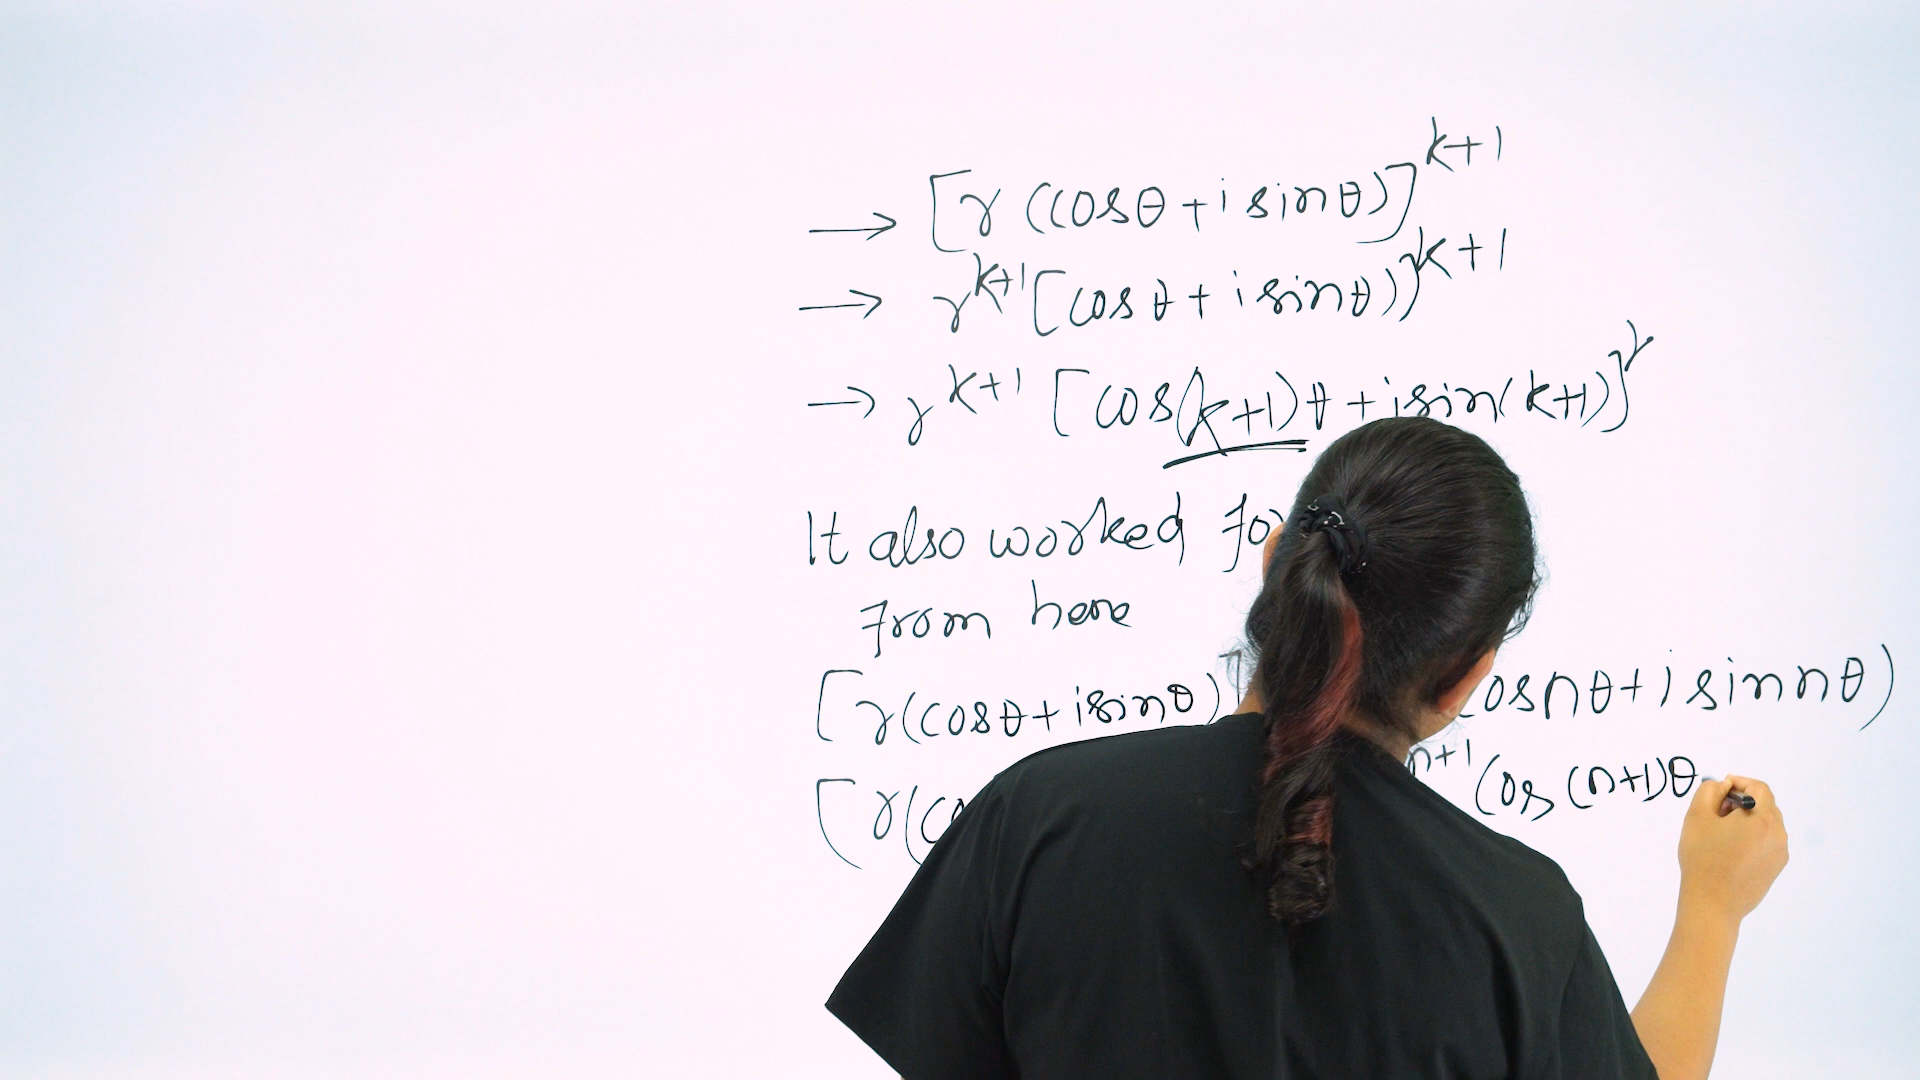 → [r (cosθ + i sinθ)]^k+1
→ r^k+1 [cosθ + i sinθ)]^k+1
→ r^k+1 [cos(k+1)θ + i sin(k+1)]^r
It also worked
From here
[r(cosθ + i sinθ)] cosnθ + i sin nθ)
[r(c n+1 (cos (n+1)θ